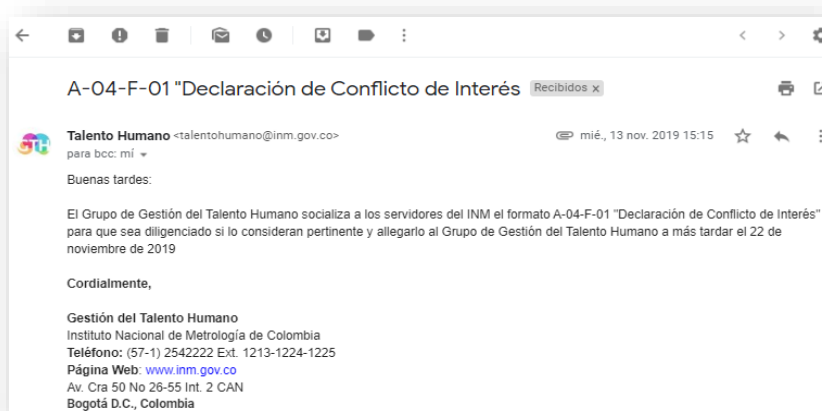 A-04-F-01 "Declaración de Conflicto de Interés Recibidos x
GTH
Talento Humano <talentohumano@inm.gov.co> mié., 13 nov. 2019 15:15
para bcc: mí
Buenas tardes:
El Grupo de Gestión del Talento Humano socializa a los servidores del INM el formato A-04-F-01 "Declaración de Conflicto de Interés"
para que sea diligenciado si lo consideran pertinente y allegarlo al Grupo de Gestión del Talento Humano a más tardar el 22 de
noviembre de 2019
Cordialmente,
Gestión del Talento Humano
Instituto Nacional de Metrología de Colombia
Teléfono: (57-1) 2542222 Ext. 1213-1224-1225
Página Web: www.inm.gov.co
Av. Cra 50 No 26-55 Int. 2 CAN
Bogotá D.C., Colombia